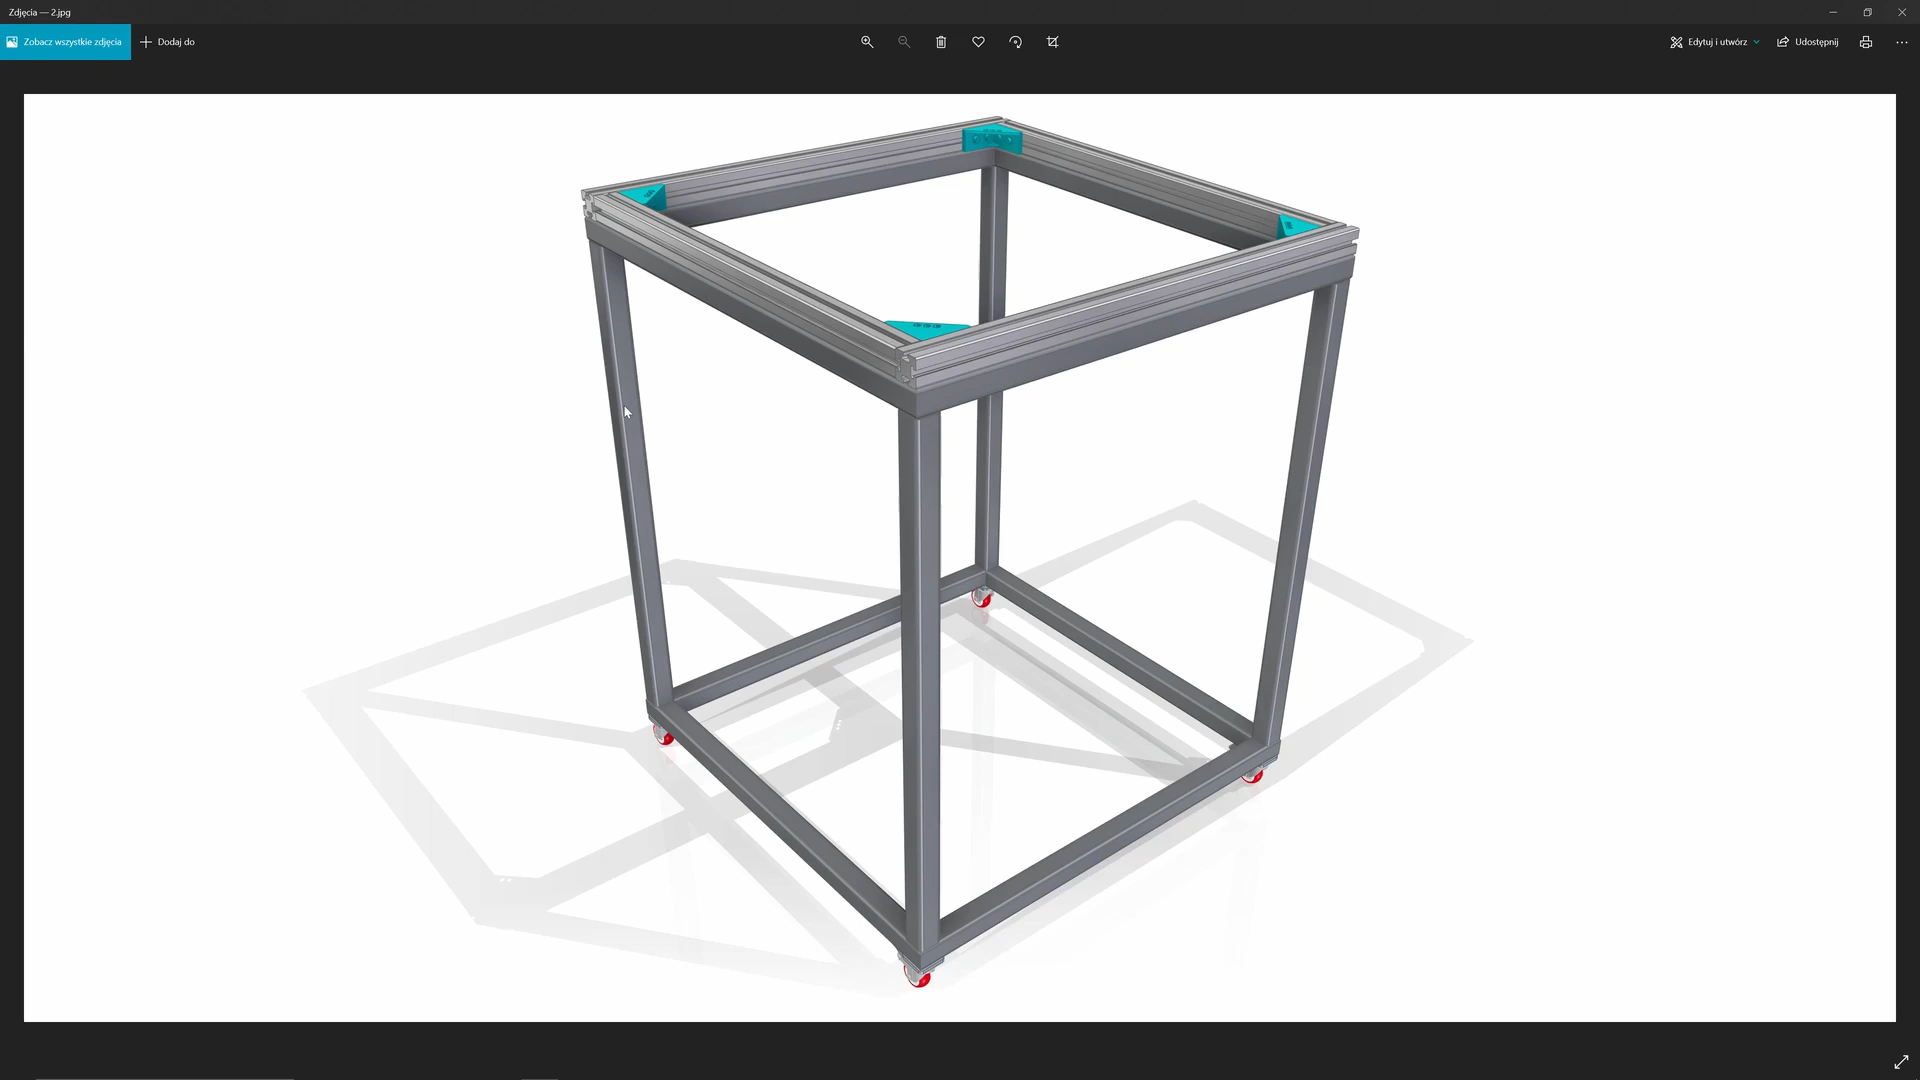 Zdjęcia — 2.jpg
Zobacz wszystkie zdjęcia
Dodaj do
Edytuj i utwórz
Udostępnij